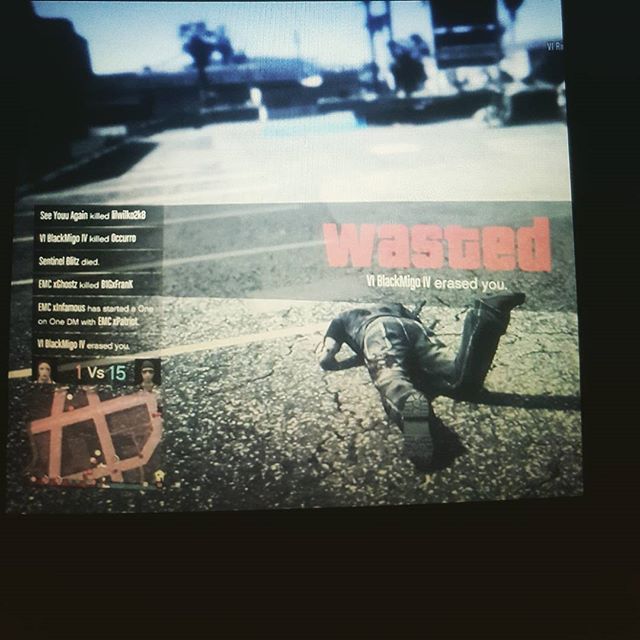 See Youu Again killed lilwilko2k8
VI BlackMigo IV killed Occurro
Sentinel Blitz died.
EMC xGhostz killed BIGxFranK
EMC xInfamous has started a One
on One DM with EMC rPatriot.
VI BlackMigo IV erased you.
1 Vs 15
wasted
VI BlackMigo IV erased you.